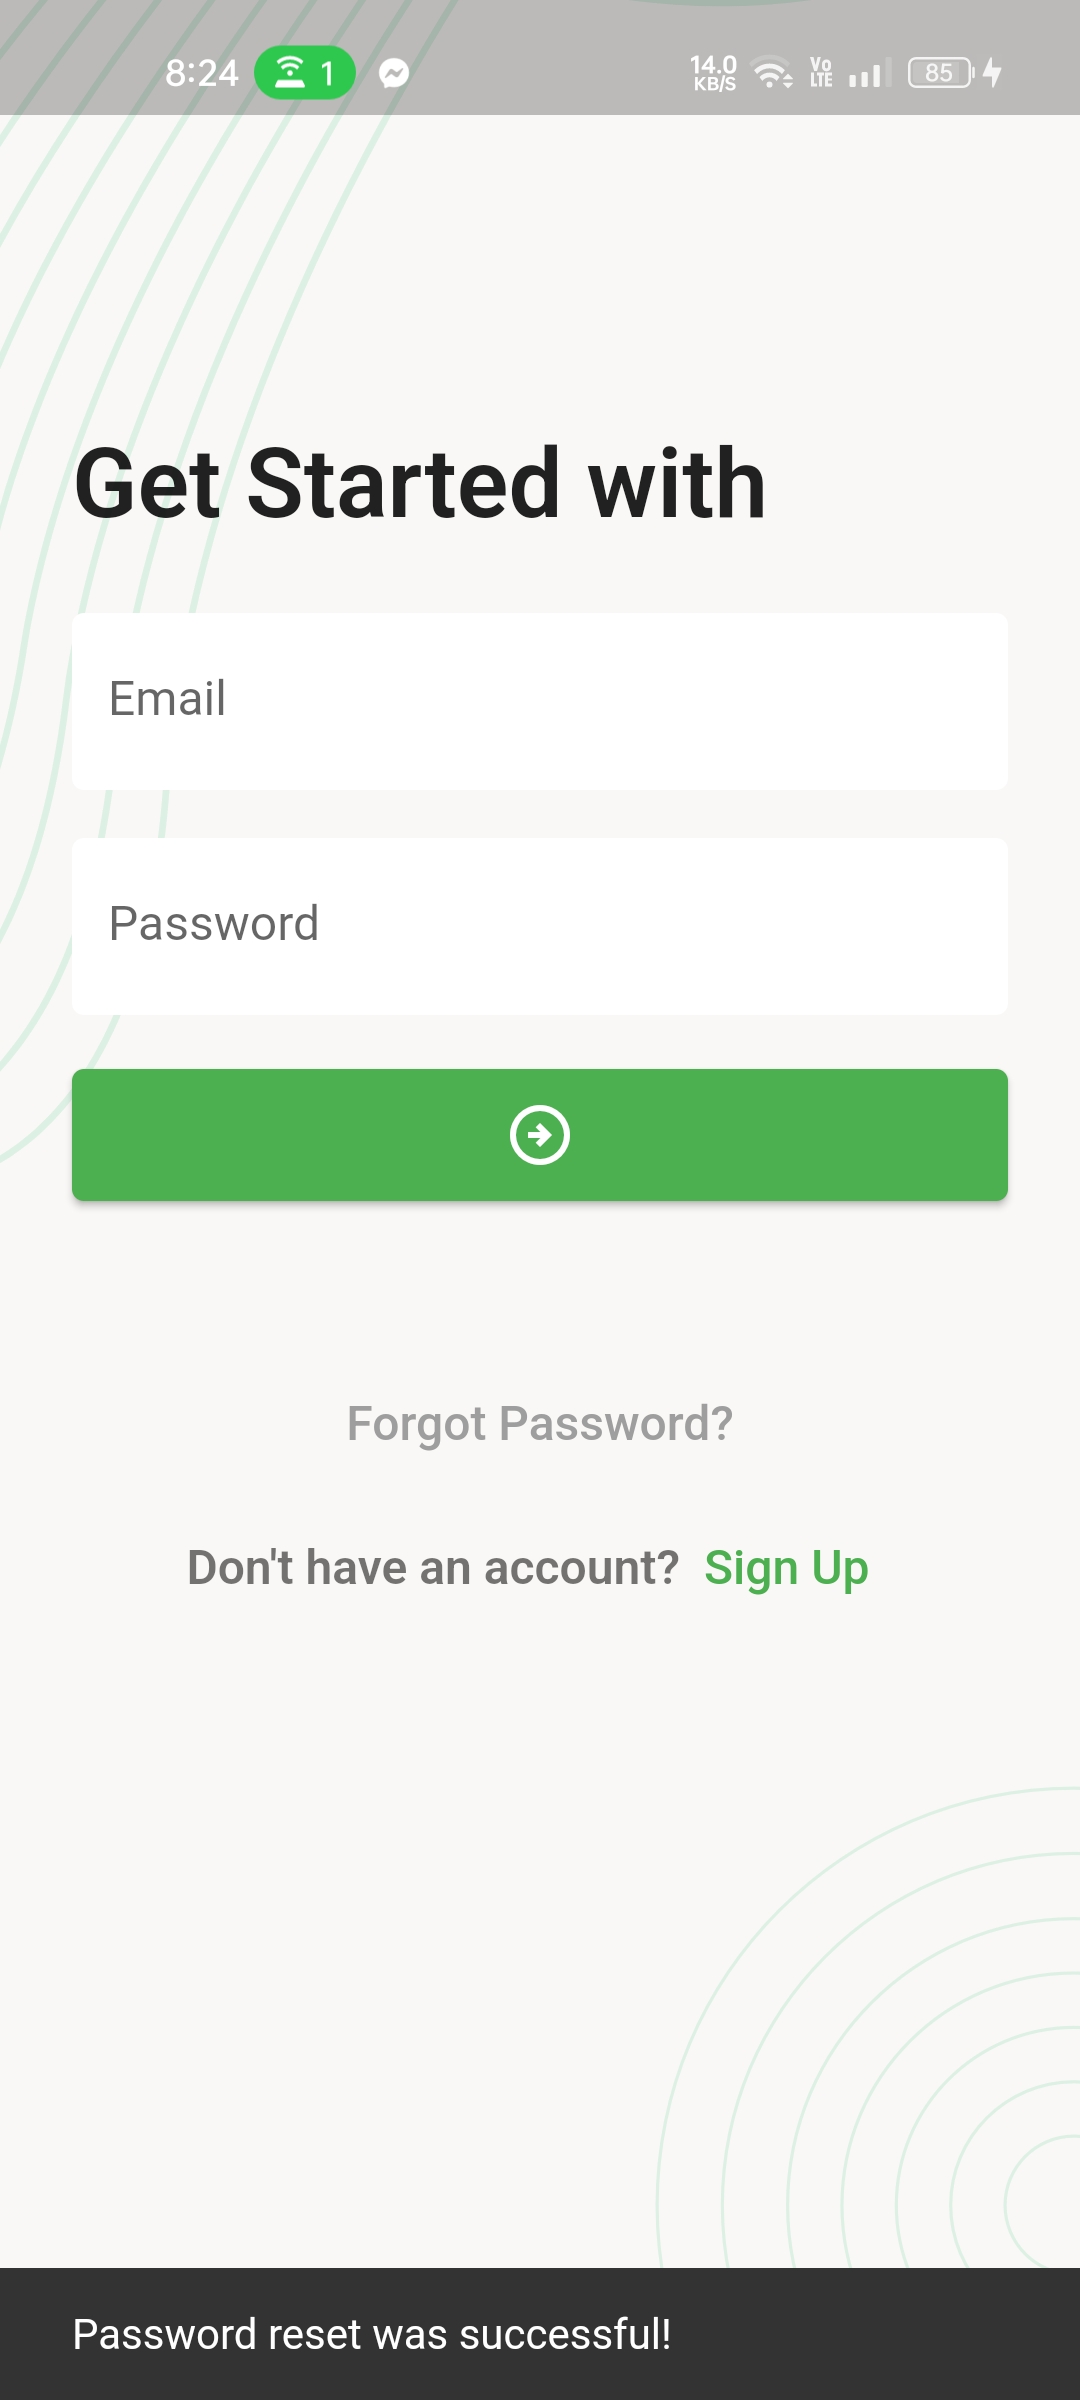 8:24 1 14.0 KB/S Vo LTE 85
Get Started with
Email
Password
Forgot Password?
Don't have an account? Sign Up
Password reset was successful!